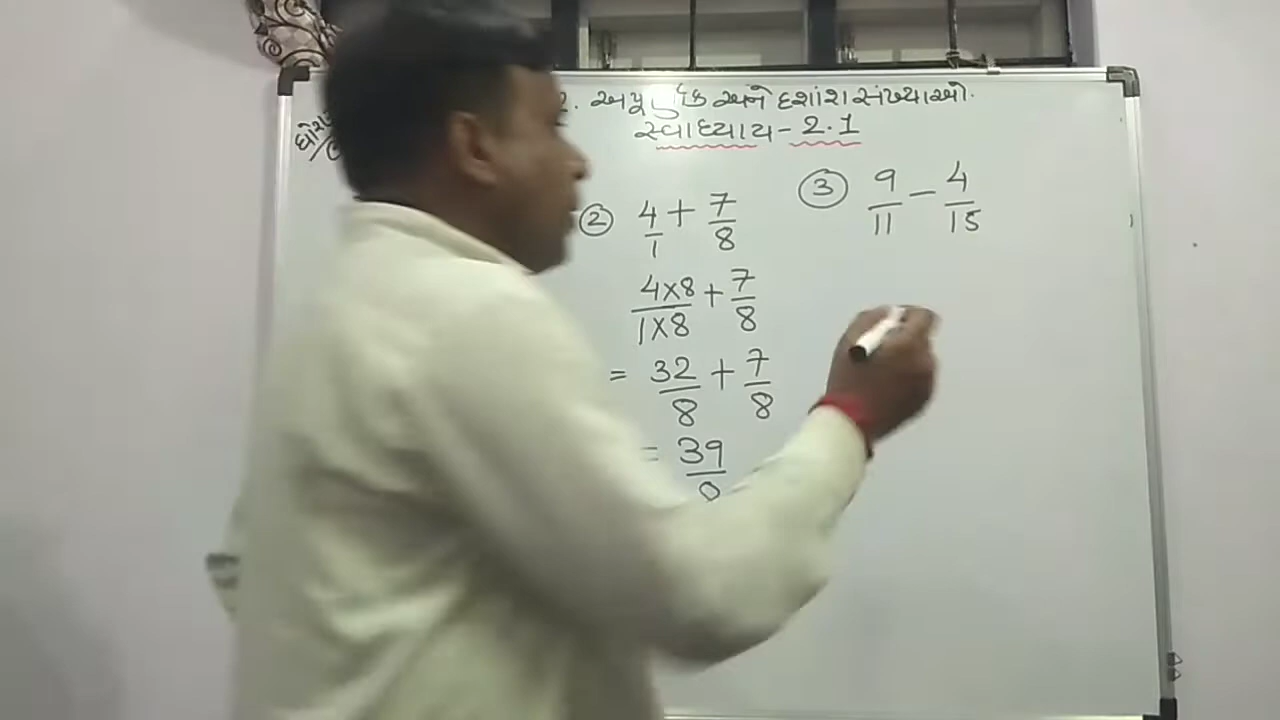 2. અપૂર્ણાંક અને દશાંશ સંખ્યાઓ.
સ્વાધ્યાય - 2.1
② 4/1 + 7/8
4×8/1×8 + 7/8
= 32/8 + 7/8
= 39/8
③ 9/11 - 4/15